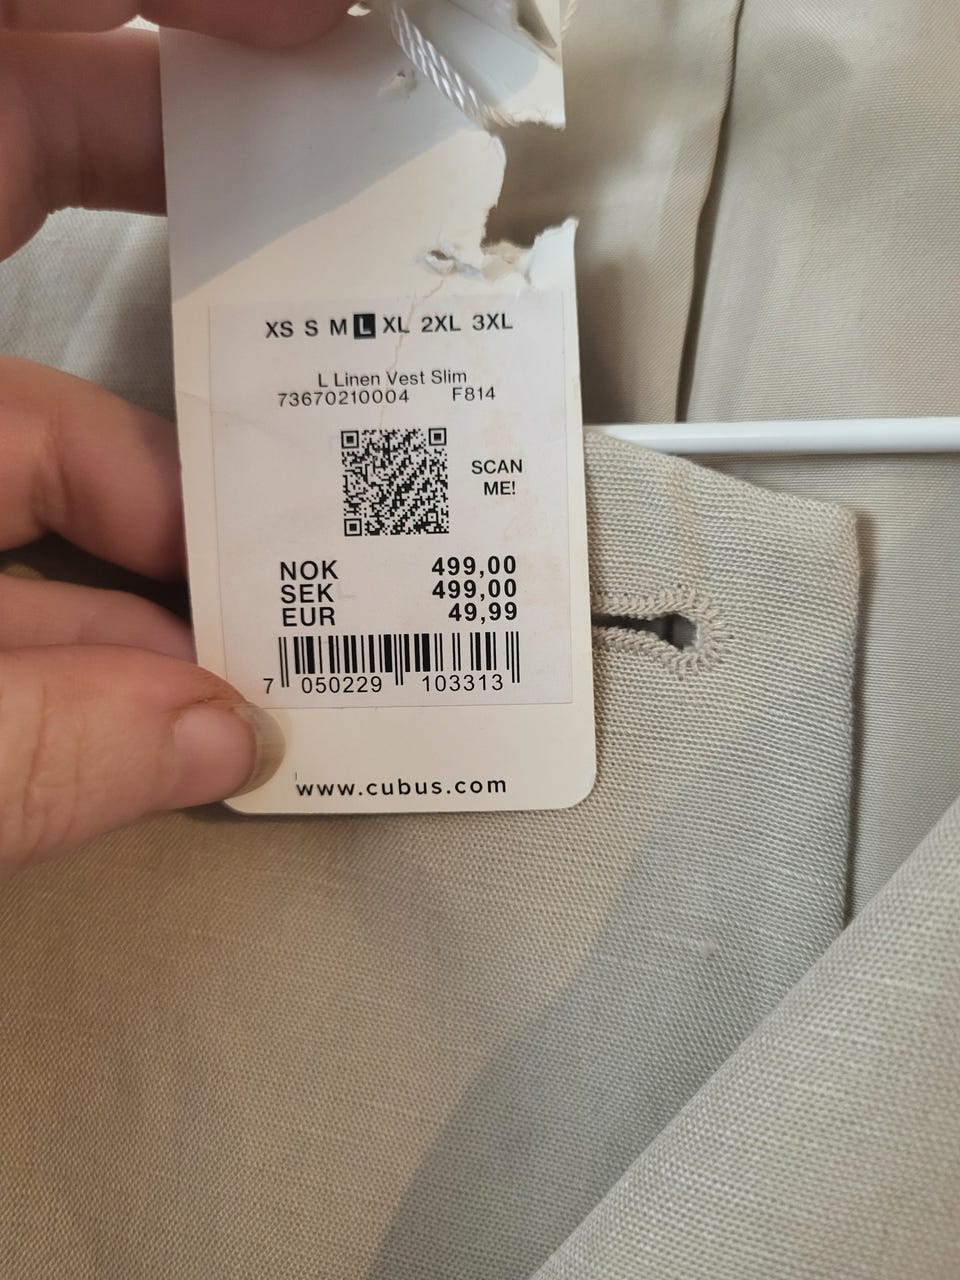 XS S M L XL 2XL 3XL
L Linen Vest Slim
73670210004 F814
SCAN
ME!
NOK 499,00
SEK 499,00
EUR 49,99
7 050229 103313
www.cubus.com